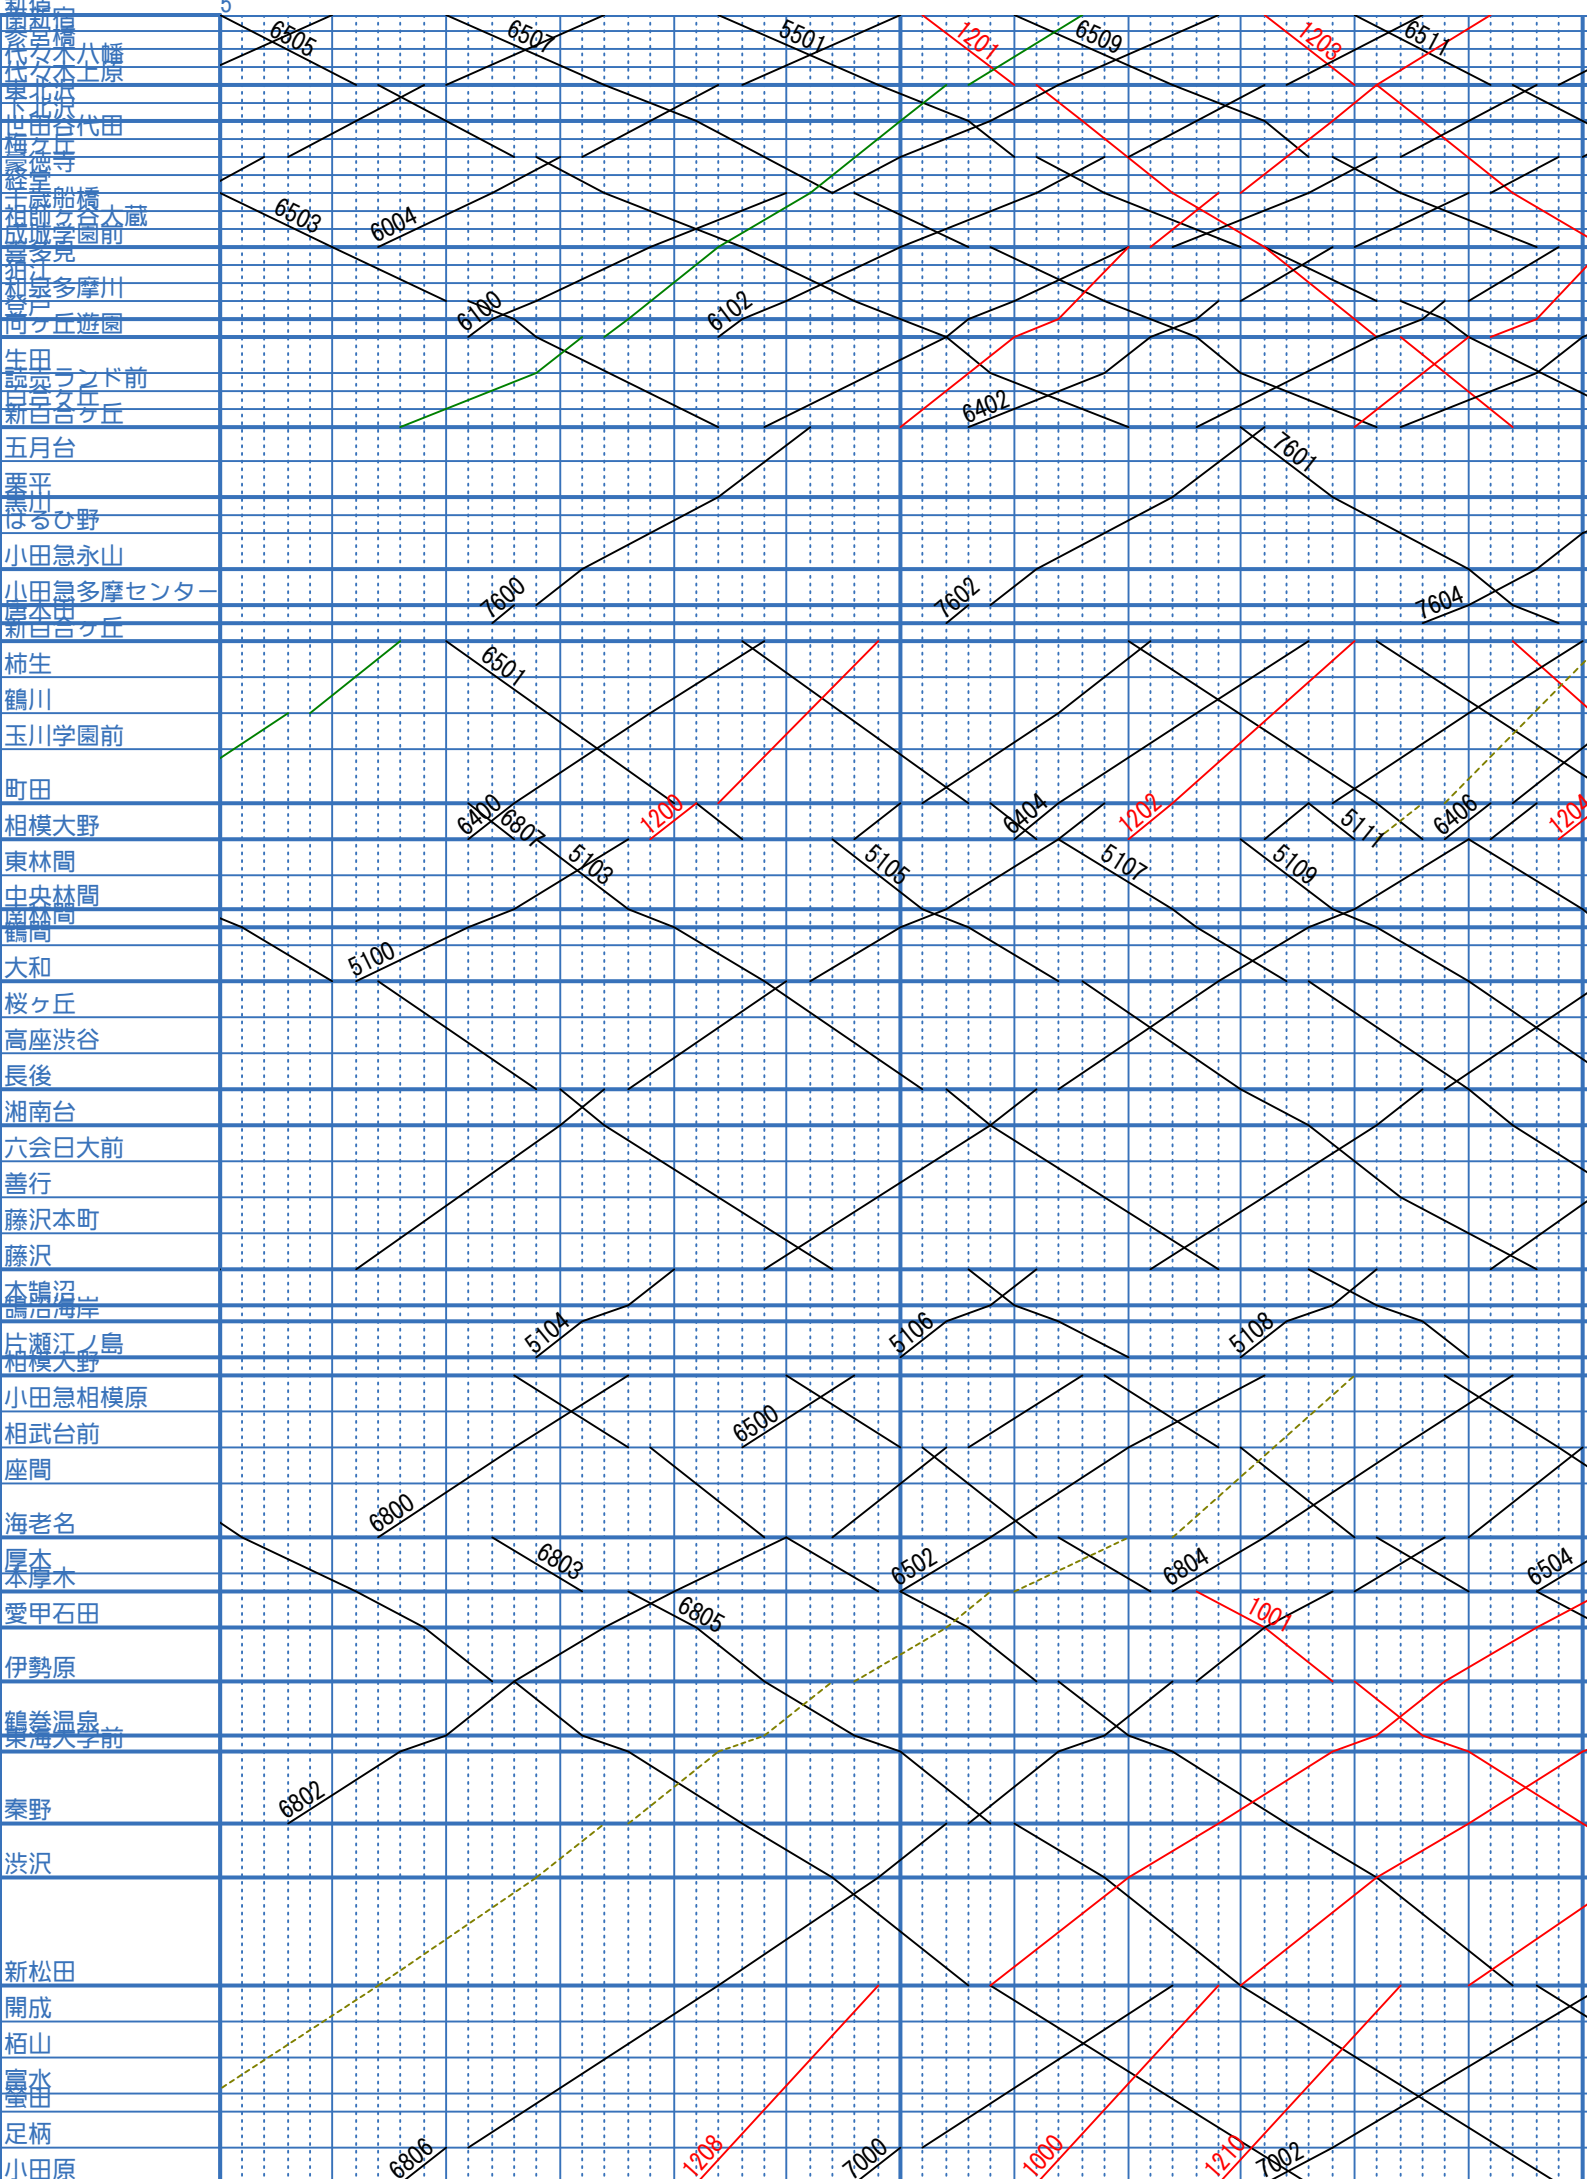 5
新宿
南新宿
参宮橋
代々木八幡
代々木上原
東北沢
下北沢
世田谷代田
梅ヶ丘
豪徳寺
経堂
千歳船橋
祖師ヶ谷大蔵
成城学園前
喜多見
狛江
和泉多摩川
登戸
向ヶ丘遊園
生田
読売ランド前
百合ヶ丘
新百合ヶ丘
五月台
栗平
黒川
はるひ野
小田急永山
小田急多摩センター
唐木田
新百合ヶ丘
柿生
鶴川
玉川学園前
町田
相模大野
東林間
中央林間
南林間
鶴間
大和
桜ヶ丘
高座渋谷
長後
湘南台
六会日大前
善行
藤沢本町
藤沢
本鵠沼
鵠沼海岸
片瀬江ノ島
相模大野
小田急相模原
相武台前
座間
海老名
厚木
本厚木
愛甲石田
伊勢原
鶴巻温泉
東海大学前
秦野
渋沢
新松田
開成
栢山
富水
螢田
足柄
小田原
6505
6507
5501
1201
6509
1203
6511
6503
6004
6100
6102
6402
7601
7600
7602
7604
6501
6400
6807
1200
6404
1202
5111
6406
1204
5103
5105
5107
5109
5100
5104
5106
5108
6500
6800
6803
6502
6804
6504
6805
1001
6802
6806
1208
7000
1000
1210
7002